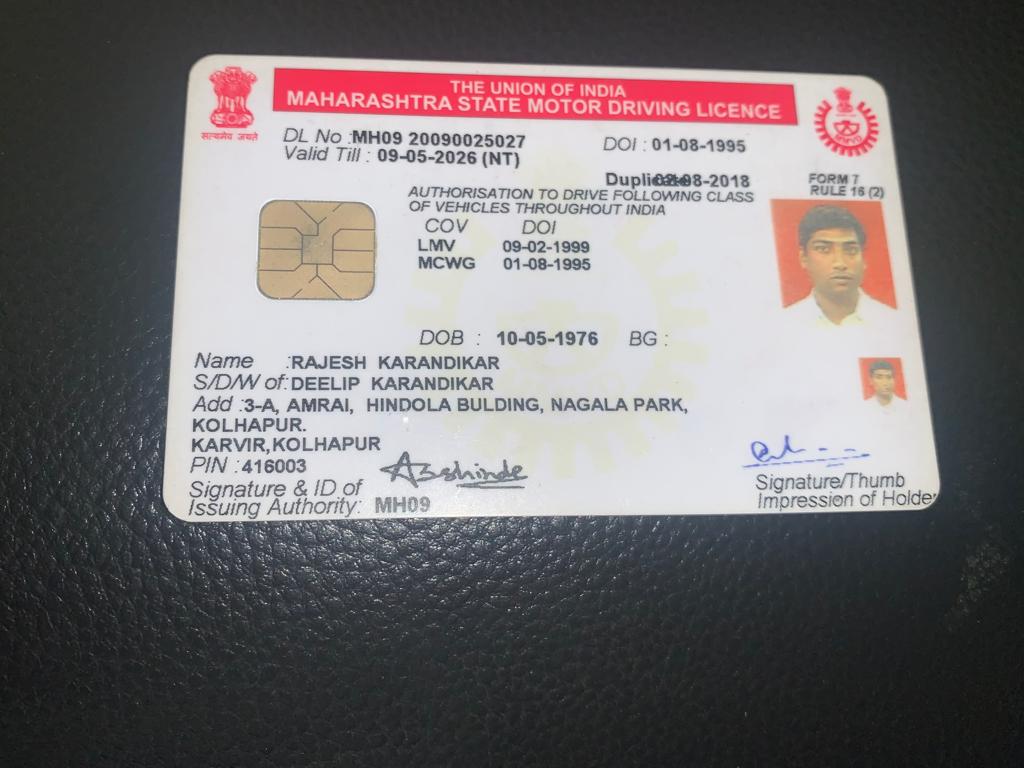 THE UNION OF INDIA
MAHARASHTRA STATE MOTOR DRIVING LICENCE
सत्यमेव जयते
DL No : MH09 20090025027 DOI : 01-08-1995
Valid Till : 09-05-2026 (NT)
-08-2018
FORM 7
RULE 16 (2)
AUTHORISATION TO DRIVE FOLLOWING CLASS
OF VEHICLES THROUGHOUT INDIA
COV DOI
LMV 09-02-1999
MCWG 01-08-1995
DOB : 10-05-1976 BG :
Name : RAJESH KARANDIKAR
S/D/W of: DEELIP KARANDIKAR
Add :3-A, AMRAI, HINDOLA BULDING, NAGALA PARK,
KOLHAPUR.
KARVIR,KOLHAPUR
PIN : 416003
Signature & ID of
Issuing Authority: MH09
Signature/Thumb
Impression of Holder